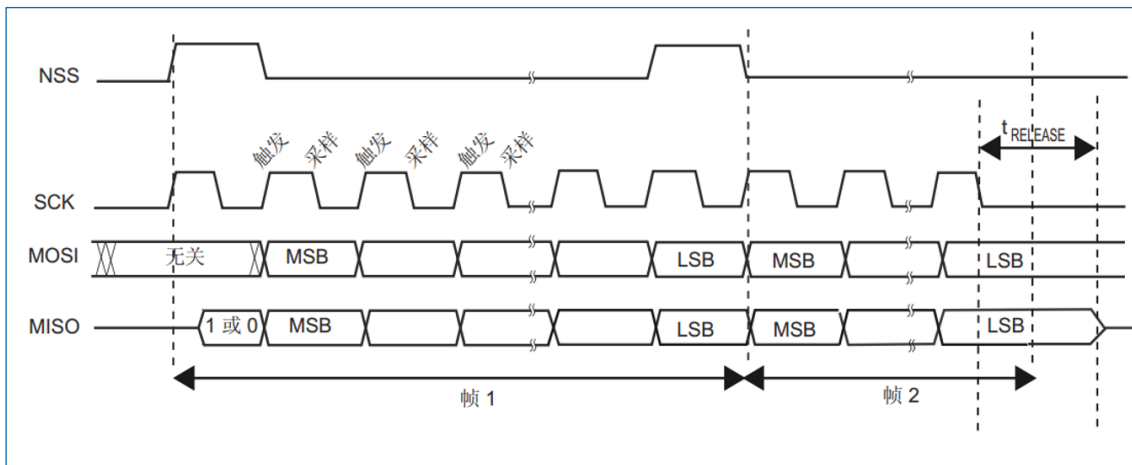 NSS
t RELEASE
触发 采样 触发 采样 触发 采样
SCK
MOSI 无关 MSB LSB MSB LSB
MISO 1 或 0 MSB LSB MSB LSB
帧 1 帧 2